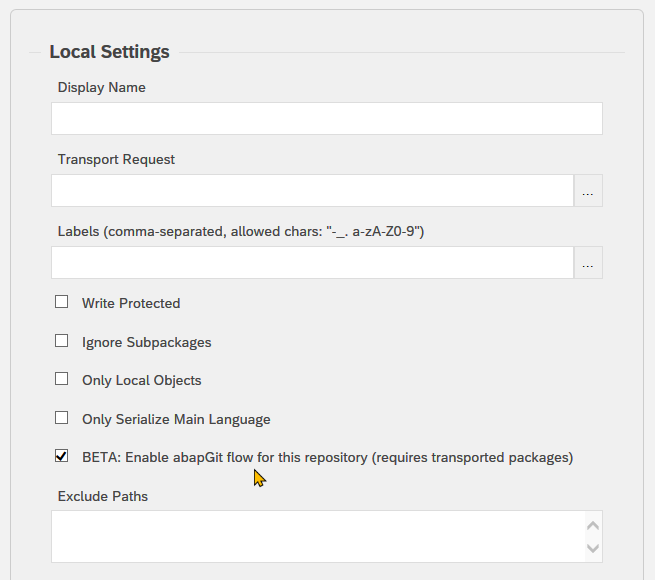 Local Settings
Display Name
Transport Request
...
Labels (comma-separated, allowed chars: "-_. a-zA-Z0-9")
...
Write Protected
Ignore Subpackages
Only Local Objects
Only Serialize Main Language
BETA: Enable abapGit flow for this repository (requires transported packages)
Exclude Paths